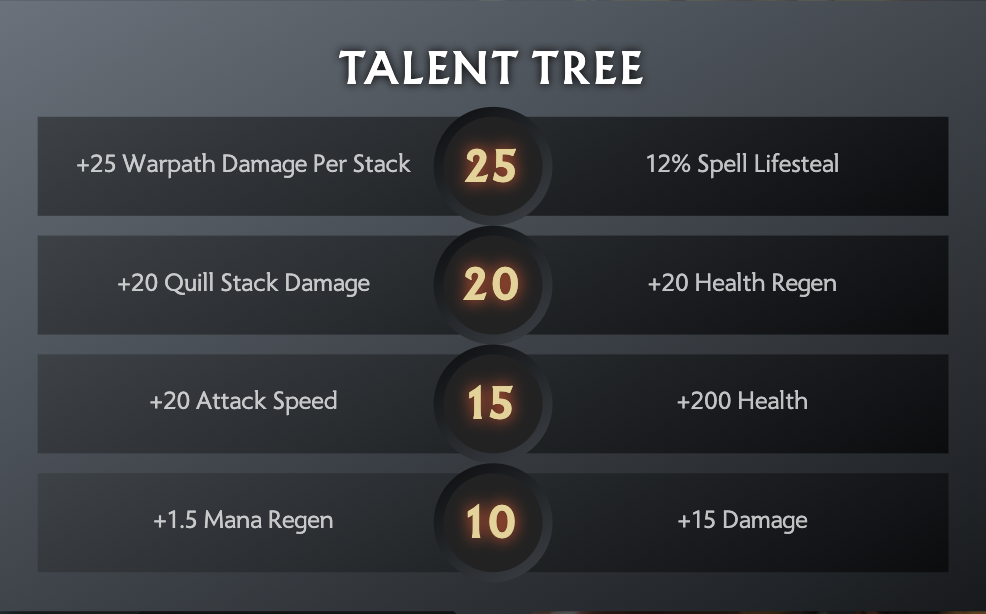 TALENT TREE
+25 Warpath Damage Per Stack 25 12% Spell Lifesteal
+20 Quill Stack Damage 20 +20 Health Regen
+20 Attack Speed 15 +200 Health
+1.5 Mana Regen 10 +15 Damage